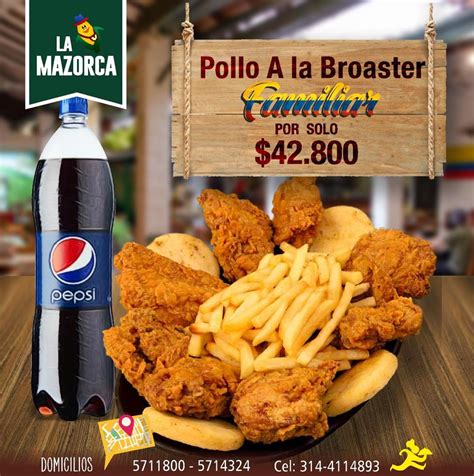 LA
MAZORCA
Pollo A la Broaster
Familiar
POR SOLO
$42.800
pepsi
DOMICILIOS
5711800 - 5714324
Cel: 314-4114893